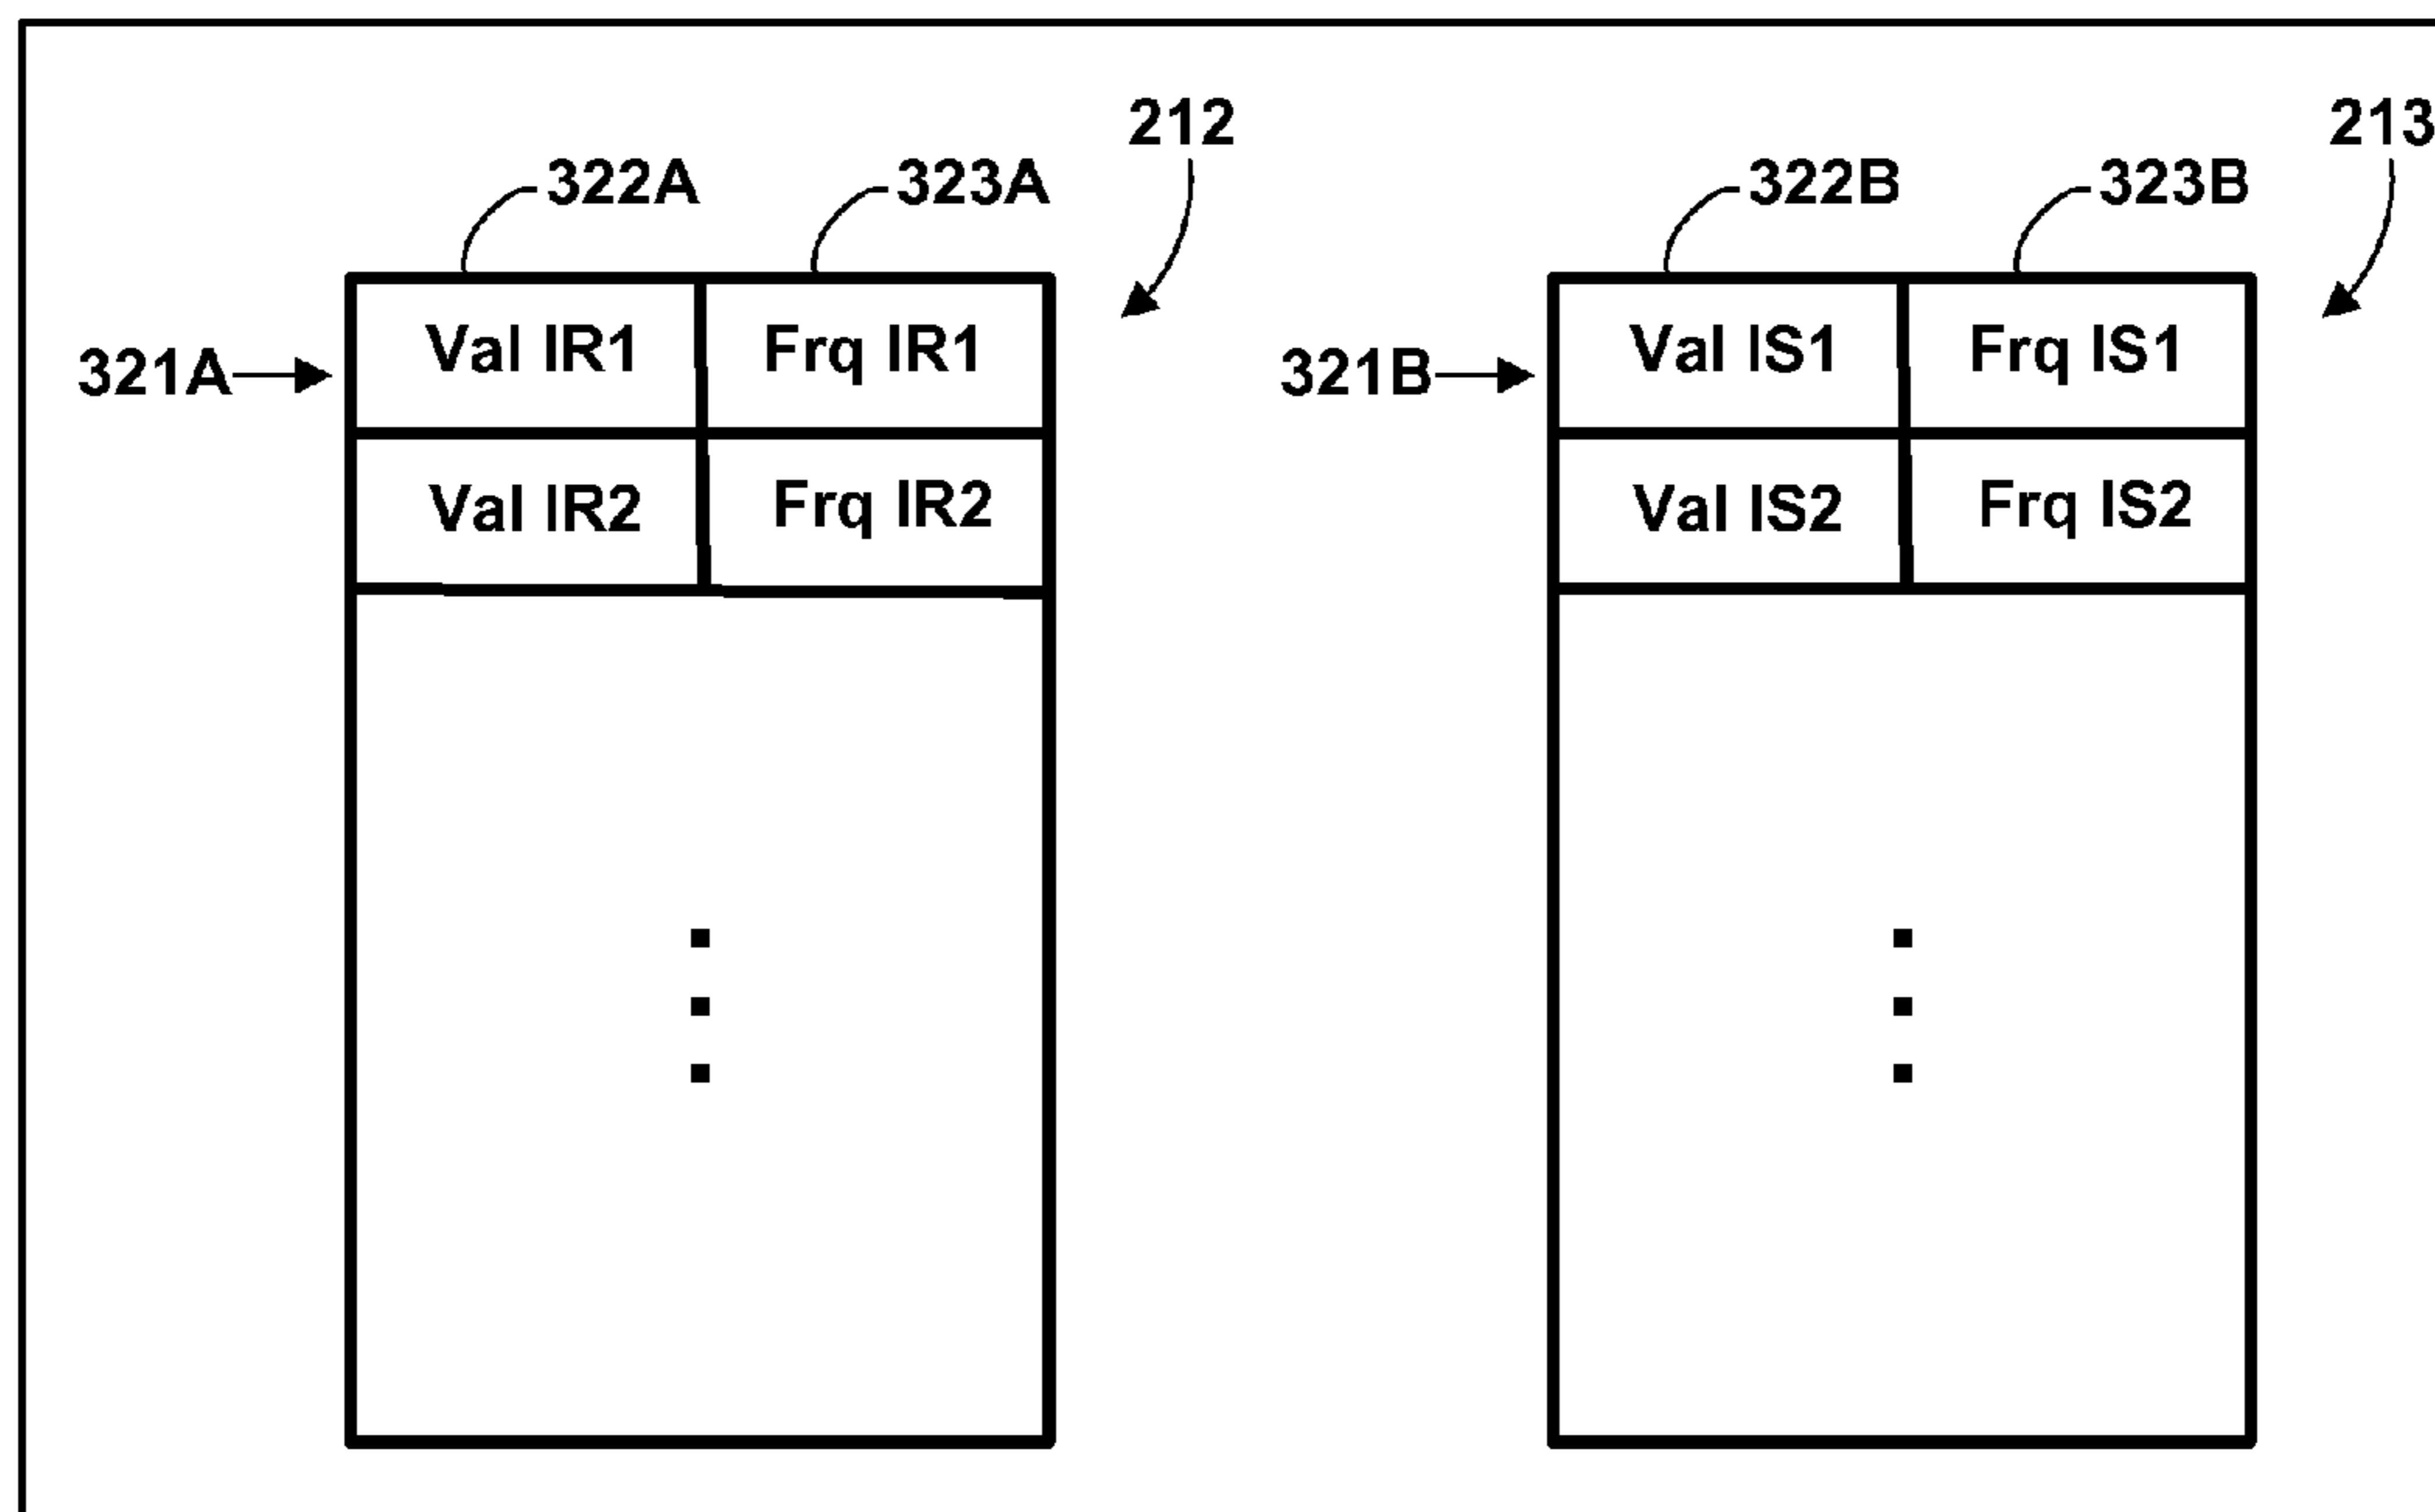 212 213
322A 323A 322B 323B
Val IR1 Frq IR1 Val IS1 Frq IS1
321A 321B
Val IR2 Frq IR2 Val IS2 Frq IS2